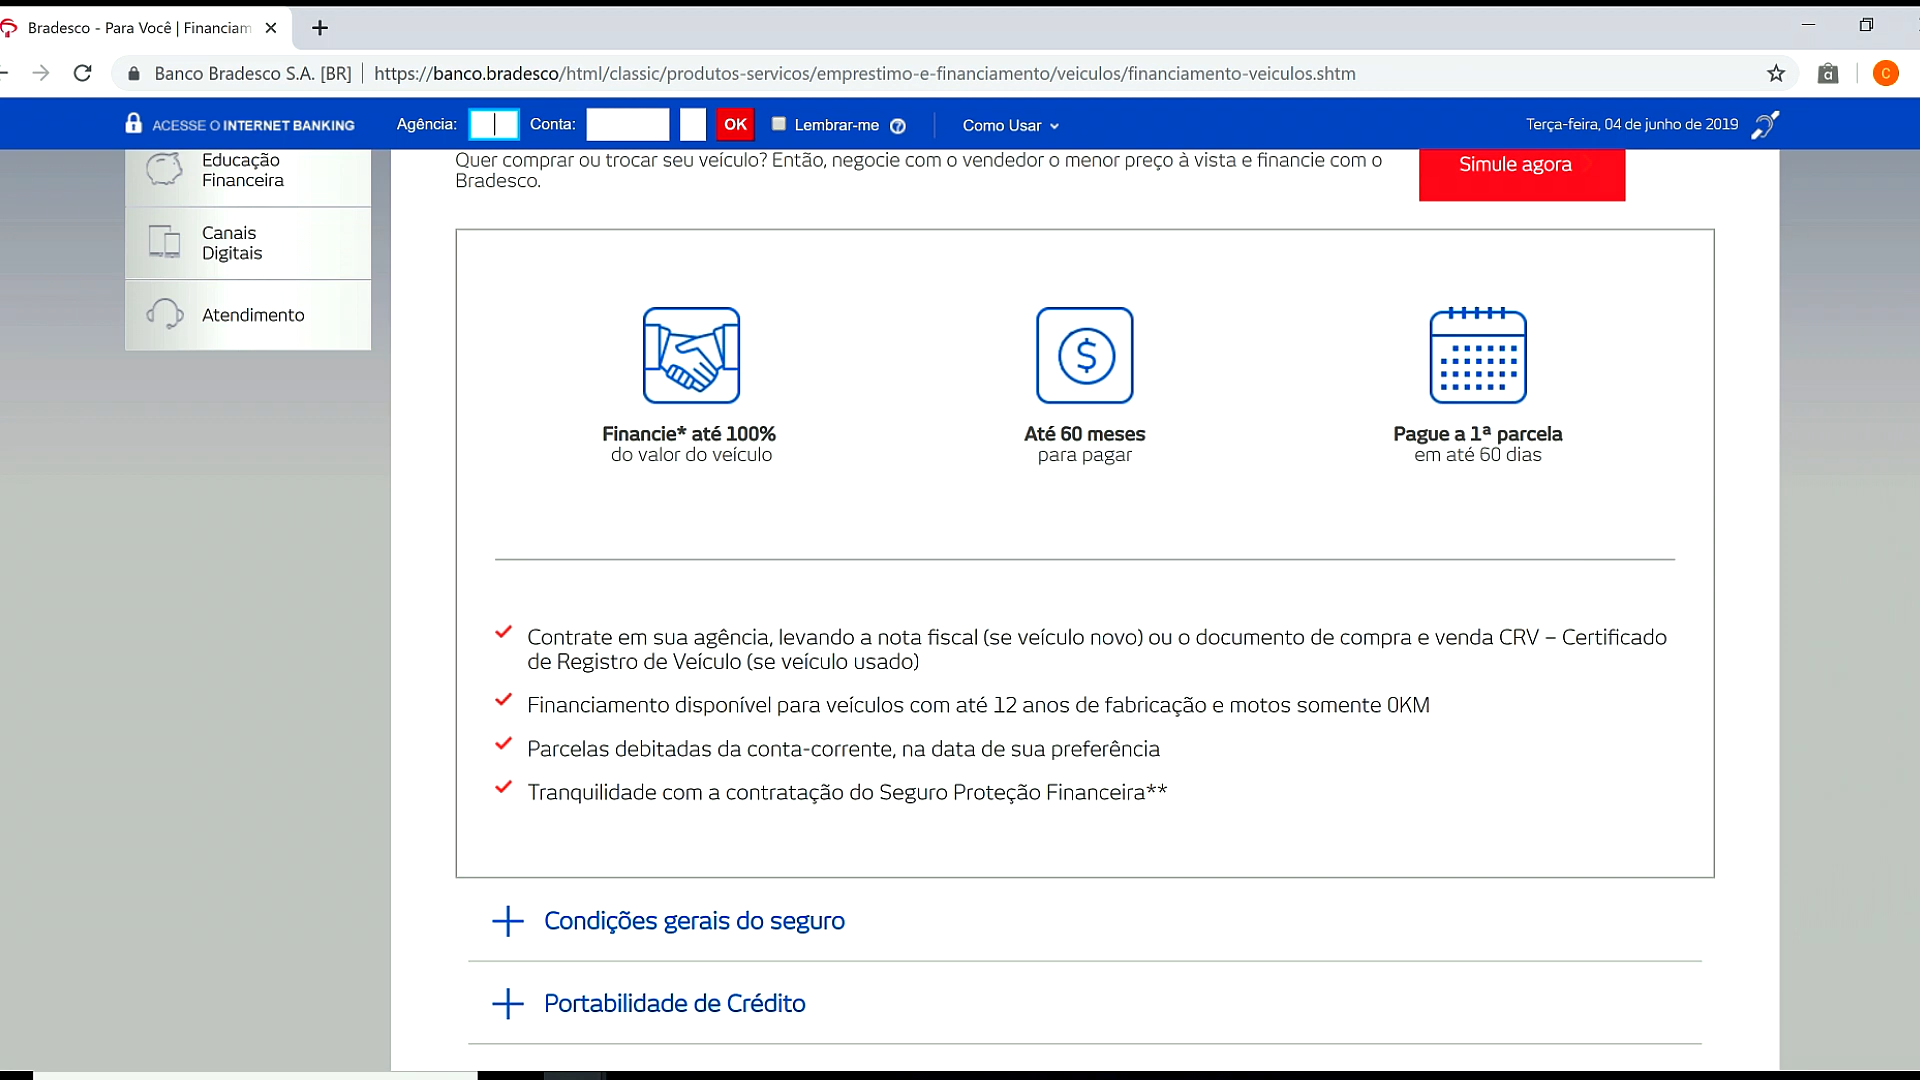 Bradesco - Para Você | Financiam
Banco Bradesco S.A. [BR] | https://banco.bradesco/html/classic/produtos-servicos/emprestimo-e-financiamento/veiculos/financiamento-veiculos.shtm
C
ACESSE O INTERNET BANKING Agência: Conta: OK Lembrar-me ? Como Usar Terça-feira, 04 de junho de 2019
Educação
Financeira
Canais
Digitais
Atendimento
Quer comprar ou trocar seu veículo? Então, negocie com o vendedor o menor preço à vista e financie com o
Bradesco.
Simule agora
Financie* até 100%
do valor do veículo
Até 60 meses
para pagar
Pague a 1ª parcela
em até 60 dias
Contrate em sua agência, levando a nota fiscal (se veículo novo) ou o documento de compra e venda CRV – Certificado
de Registro de Veículo (se veículo usado)
Financiamento disponível para veículos com até 12 anos de fabricação e motos somente 0KM
Parcelas debitadas da conta-corrente, na data de sua preferência
Tranquilidade com a contratação do Seguro Proteção Financeira**
Condições gerais do seguro
Portabilidade de Crédito